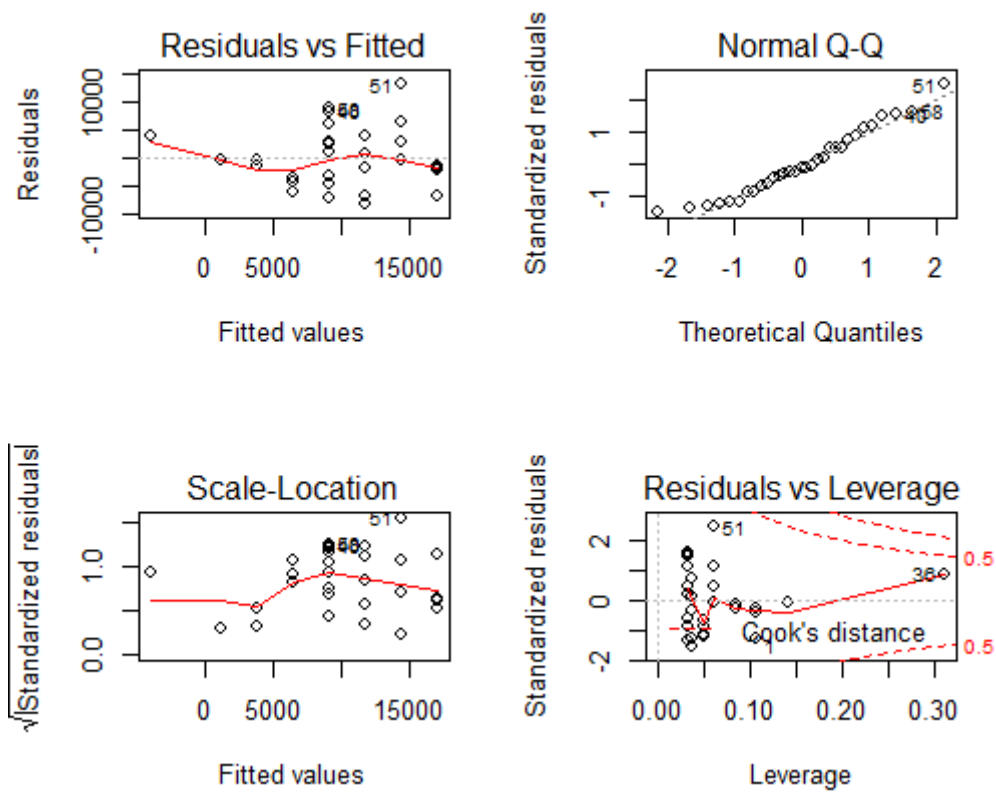 Residuals vs Fitted
Residuals
10000
-10000
51
0 5000 15000
Fitted values
Normal Q-Q
Standardized residuals
1
-1
51
-2 -1 0 1 2
Theoretical Quantiles
Scale-Location
√|Standardized residuals|
1.0
0.0
51
0 5000 15000
Fitted values
Residuals vs Leverage
Standardized residuals
2
0
-2
51
36
0.5
Cook's distance
1
0.5
0.00 0.10 0.20 0.30
Leverage